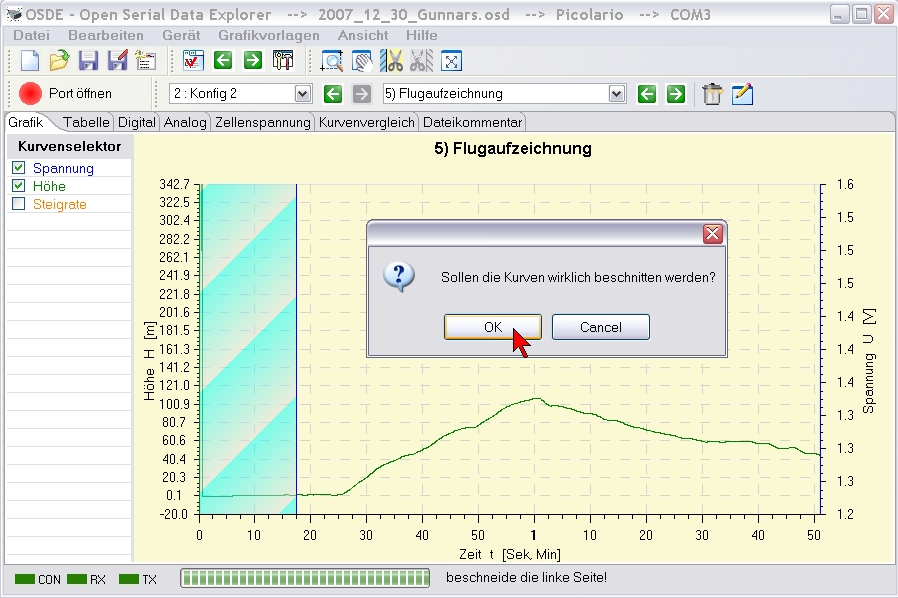 OSDE - Open Serial Data Explorer --> 2007_12_30_Gunnars.osd --> Picolario --> COM3
Datei Bearbeiten Gerät Grafikvorlagen Ansicht Hilfe
Port öffnen 2 : Konfig 2 5) Flugaufzeichnung
Grafik Tabelle Digital Analog Zellenspannung Kurvenvergleich Dateikommentar
Kurvenselektor
Spannung
Höhe
Steigrate
5) Flugaufzeichnung
Höhe H [m]
342.7
322.5
302.4
282.2
262.1
241.9
221.8
201.6
181.5
161.3
141.2
121.0
100.9
80.7
60.6
40.4
20.3
0.1
-20.0
?
Sollen die Kurven wirklich beschnitten werden?
OK Cancel
1.6
1.5
1.5
1.5
1.4
1.4
1.4
1.3
1.3
1.3
1.2
Spannung U [V]
0 10 20 30 40 50 1 10 20 30 40 50
Zeit t [Sek, Min]
CON RX TX beschneide die linke Seite!